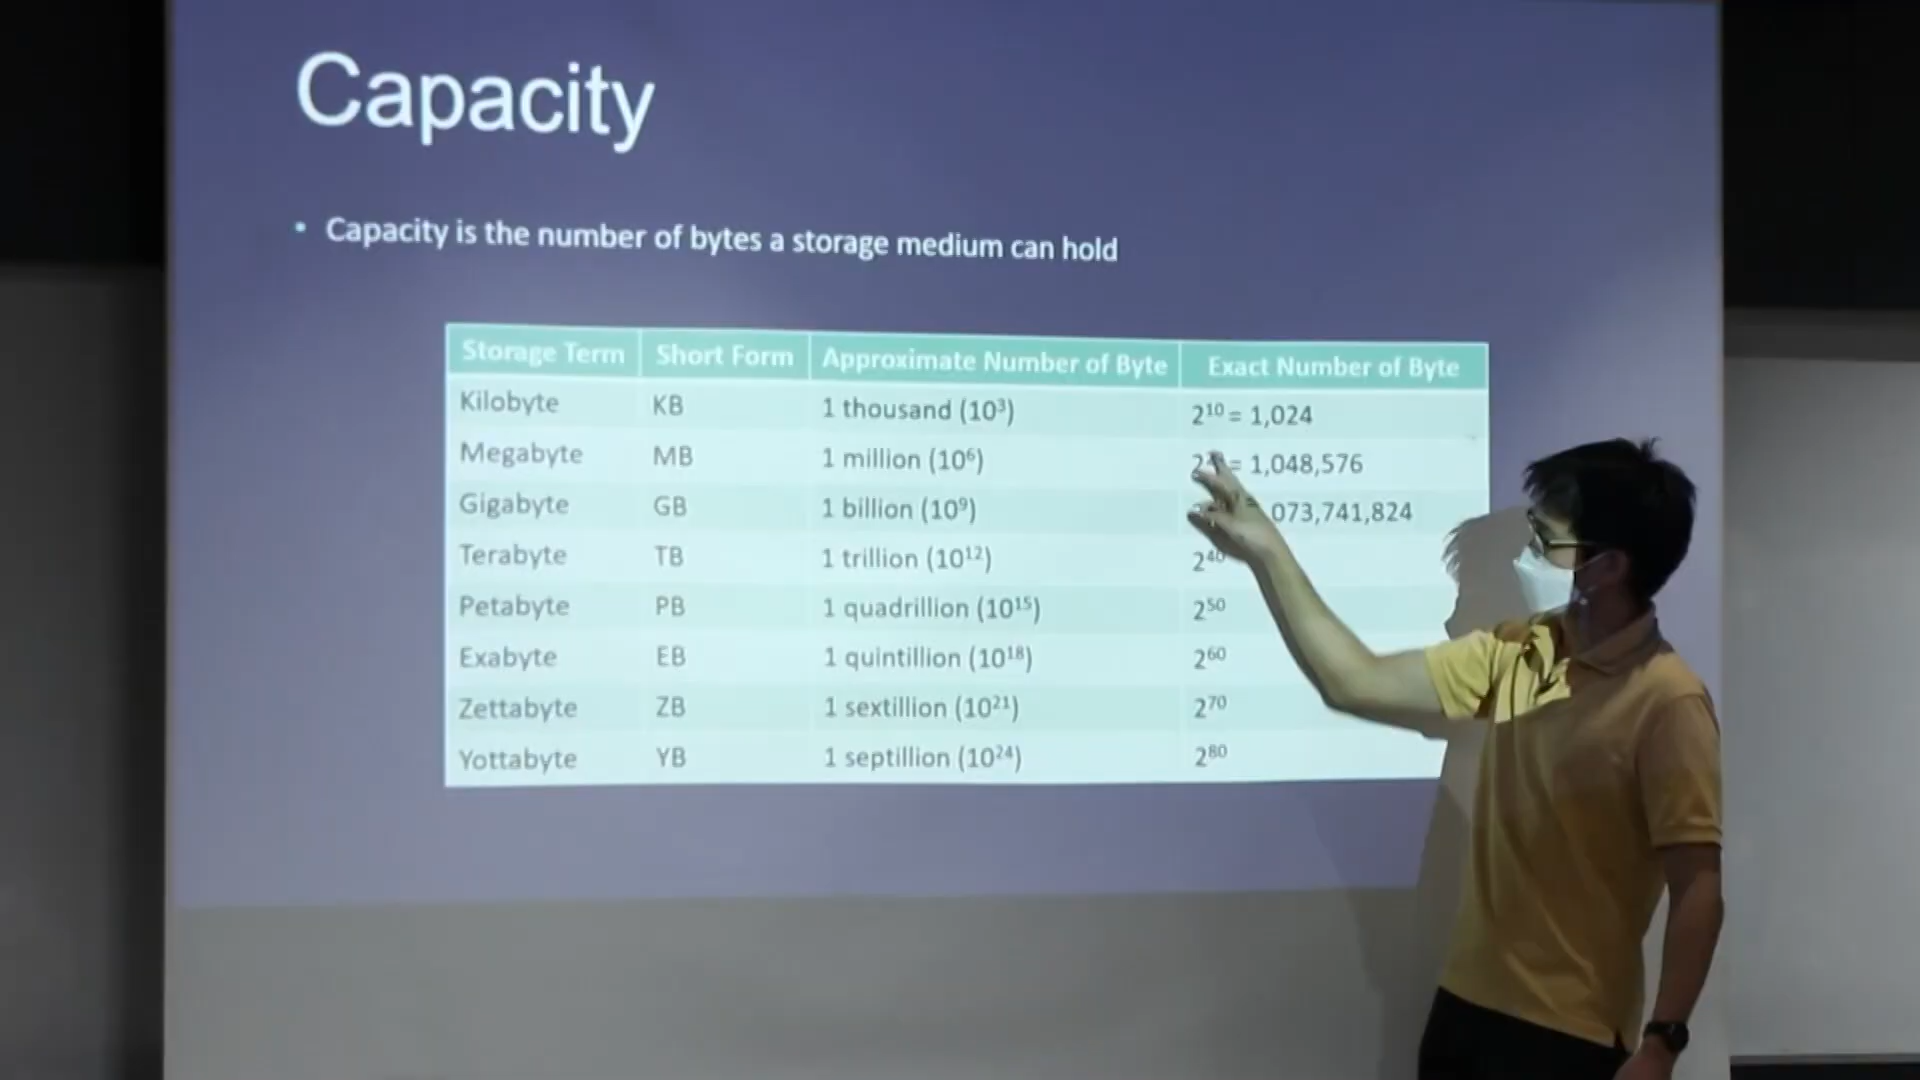 Capacity
• Capacity is the number of bytes a storage medium can hold
Storage Term Short Form Approximate Number of Byte Exact Number of Byte
Kilobyte KB 1 thousand (10³) 2¹⁰ = 1,024
Megabyte MB 1 million (10⁶) = 1,048,576
Gigabyte GB 1 billion (10⁹) 073,741,824
Terabyte TB 1 trillion (10¹²) 2⁴⁰
Petabyte PB 1 quadrillion (10¹⁵) 2⁵⁰
Exabyte EB 1 quintillion (10¹⁸) 2⁶⁰
Zettabyte ZB 1 sextillion (10²¹) 2⁷⁰
Yottabyte YB 1 septillion (10²⁴) 2⁸⁰